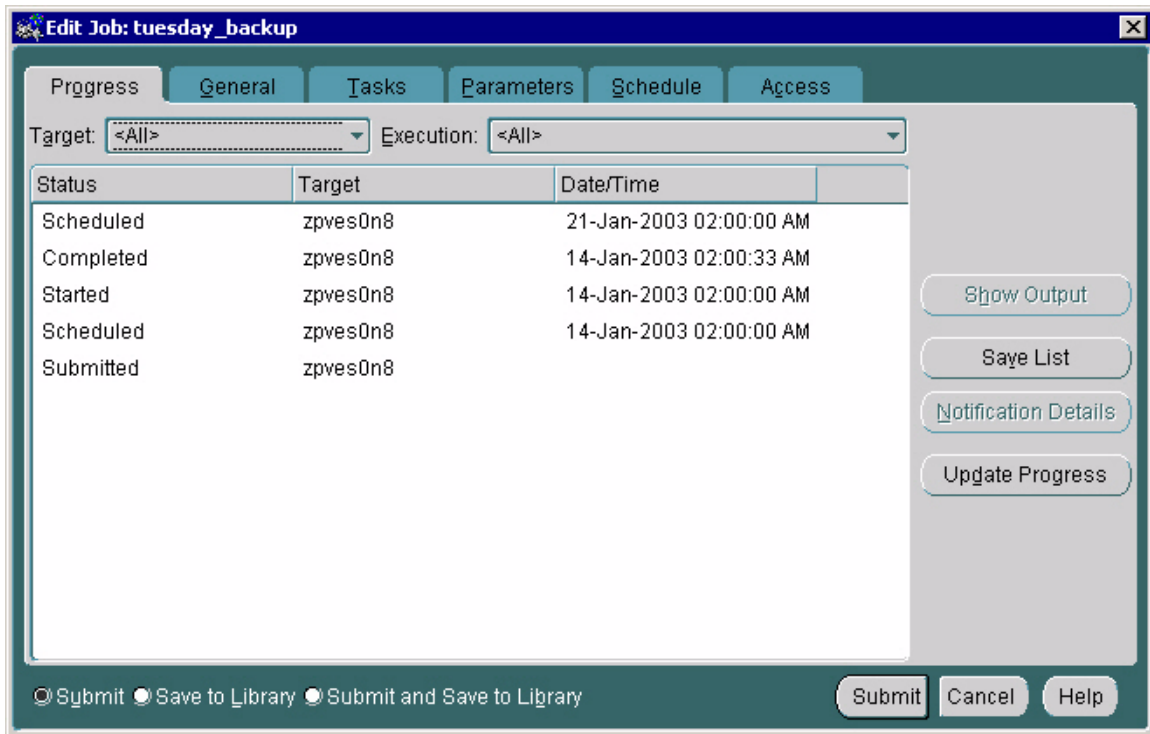 Edit Job: tuesday_backup
Progress General Tasks Parameters Schedule Access
Target: <All> Execution: <All>
Status Target Date/Time
Scheduled zpves0n8 21-Jan-2003 02:00:00 AM
Completed zpves0n8 14-Jan-2003 02:00:33 AM
Started zpves0n8 14-Jan-2003 02:00:00 AM
Scheduled zpves0n8 14-Jan-2003 02:00:00 AM
Submitted zpves0n8
Show Output
Save List
Notification Details
Update Progress
Submit Save to Library Submit and Save to Library
Submit Cancel Help